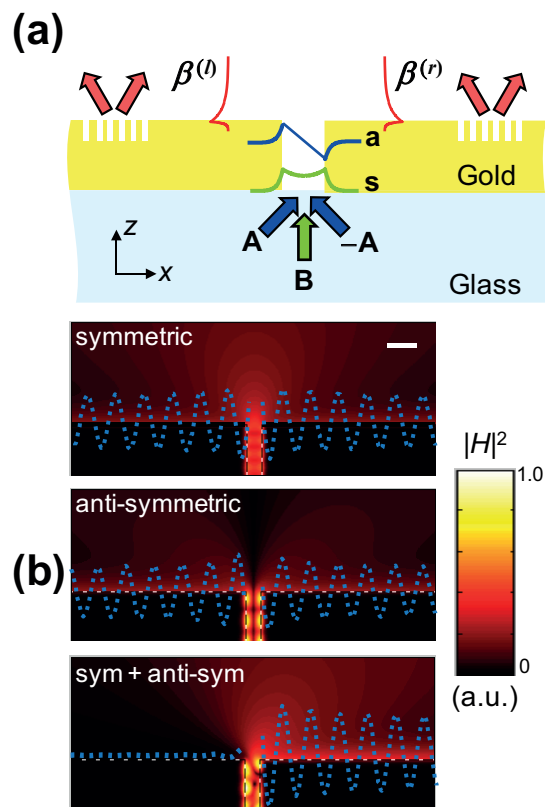 (a)
β(l)
β(r)
a
s
Gold
A
–A
B
z
x
Glass
symmetric
|H|²
1.0
anti-symmetric
(b)
sym + anti-sym
0
(a.u.)